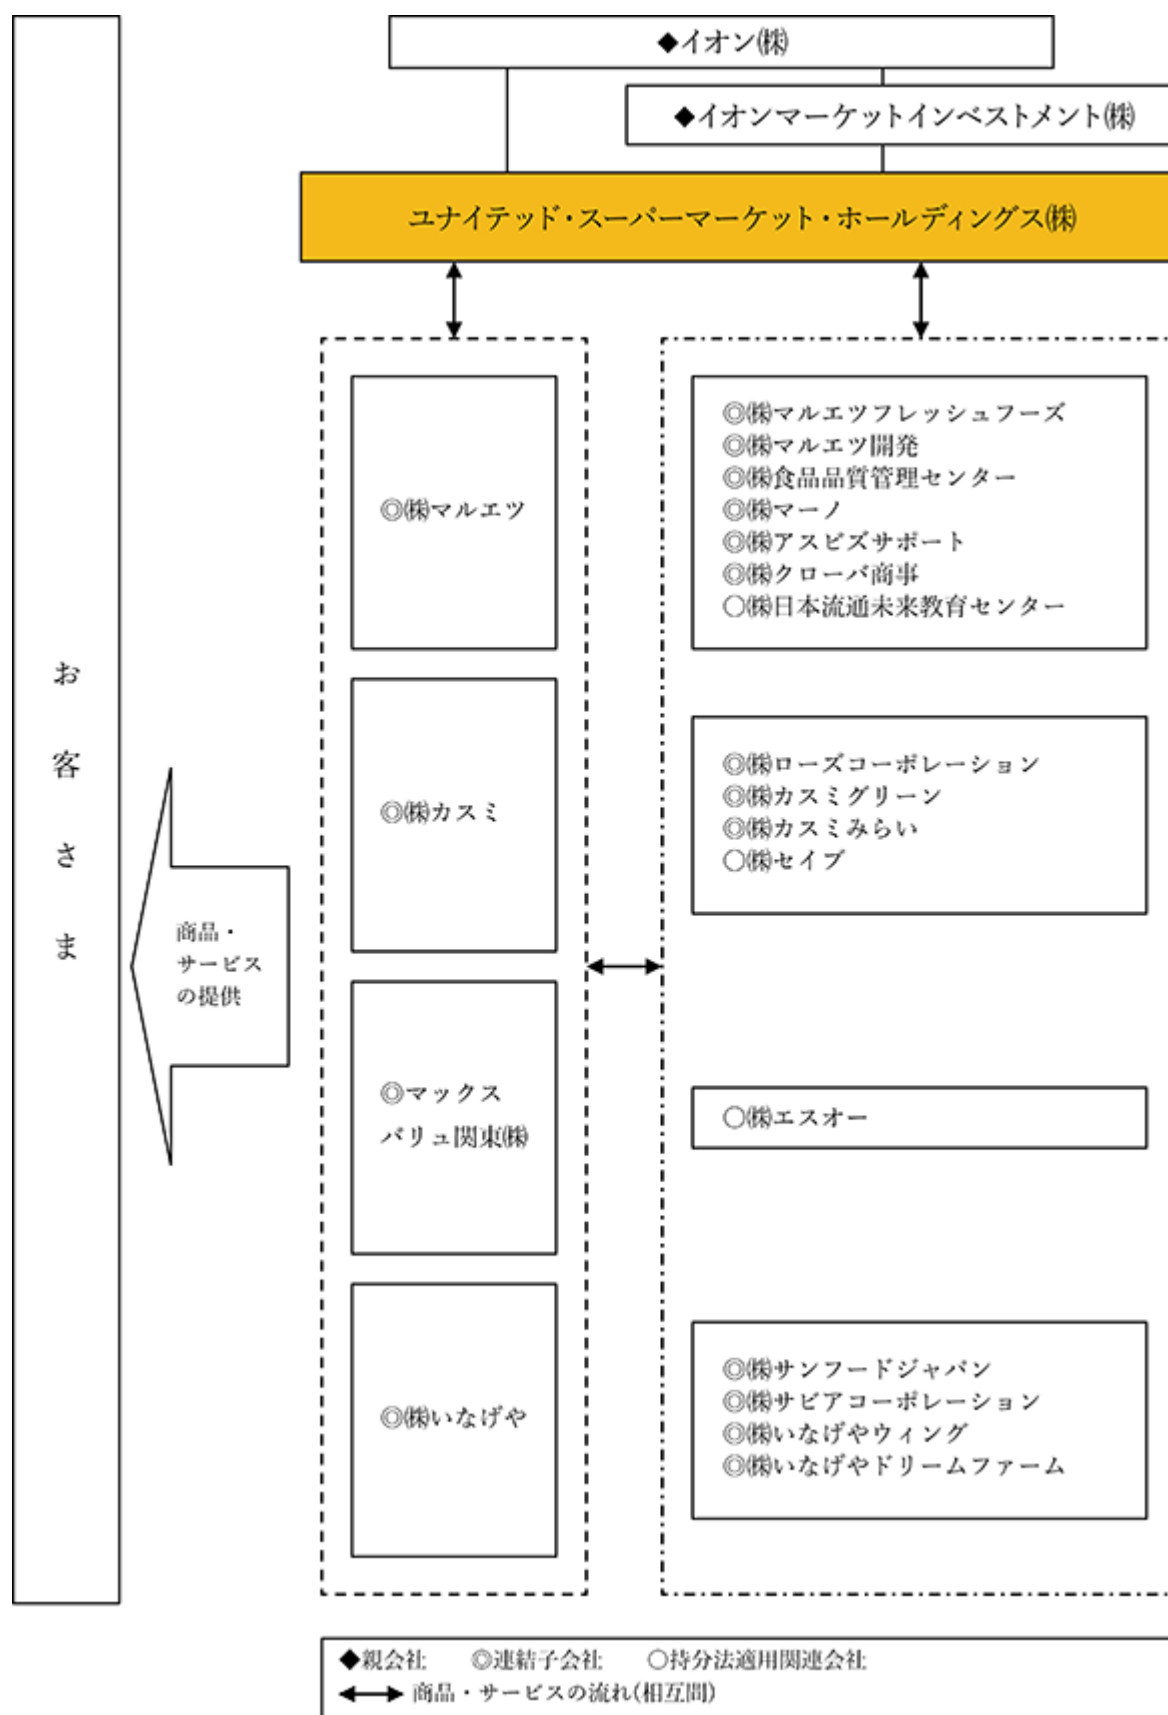 ◆イオン㈱
◆イオンマーケットインベストメント㈱
ユナイテッド・スーパーマーケット・ホールディングス㈱
お客さま
商品・
サービス
の提供
◎㈱マルエツ
◎㈱マルエツフレッシュフーズ
◎㈱マルエツ開発
◎㈱食品品質管理センター
◎㈱マーノ
◎㈱アスビズサポート
◎㈱クローバ商事
○㈱日本流通未来教育センター
◎㈱カスミ
◎㈱ローズコーポレーション
◎㈱カスミグリーン
◎㈱カスミみらい
○㈱セイブ
◎マックス
バリュ関東㈱
○㈱エスオー
◎㈱いなげや
◎㈱サンフードジャパン
◎㈱サビアコーポレーション
◎㈱いなげやウィング
◎㈱いなげやドリームファーム
◆親会社 ◎連結子会社 ○持分法適用関連会社
商品・サービスの流れ(相互間)